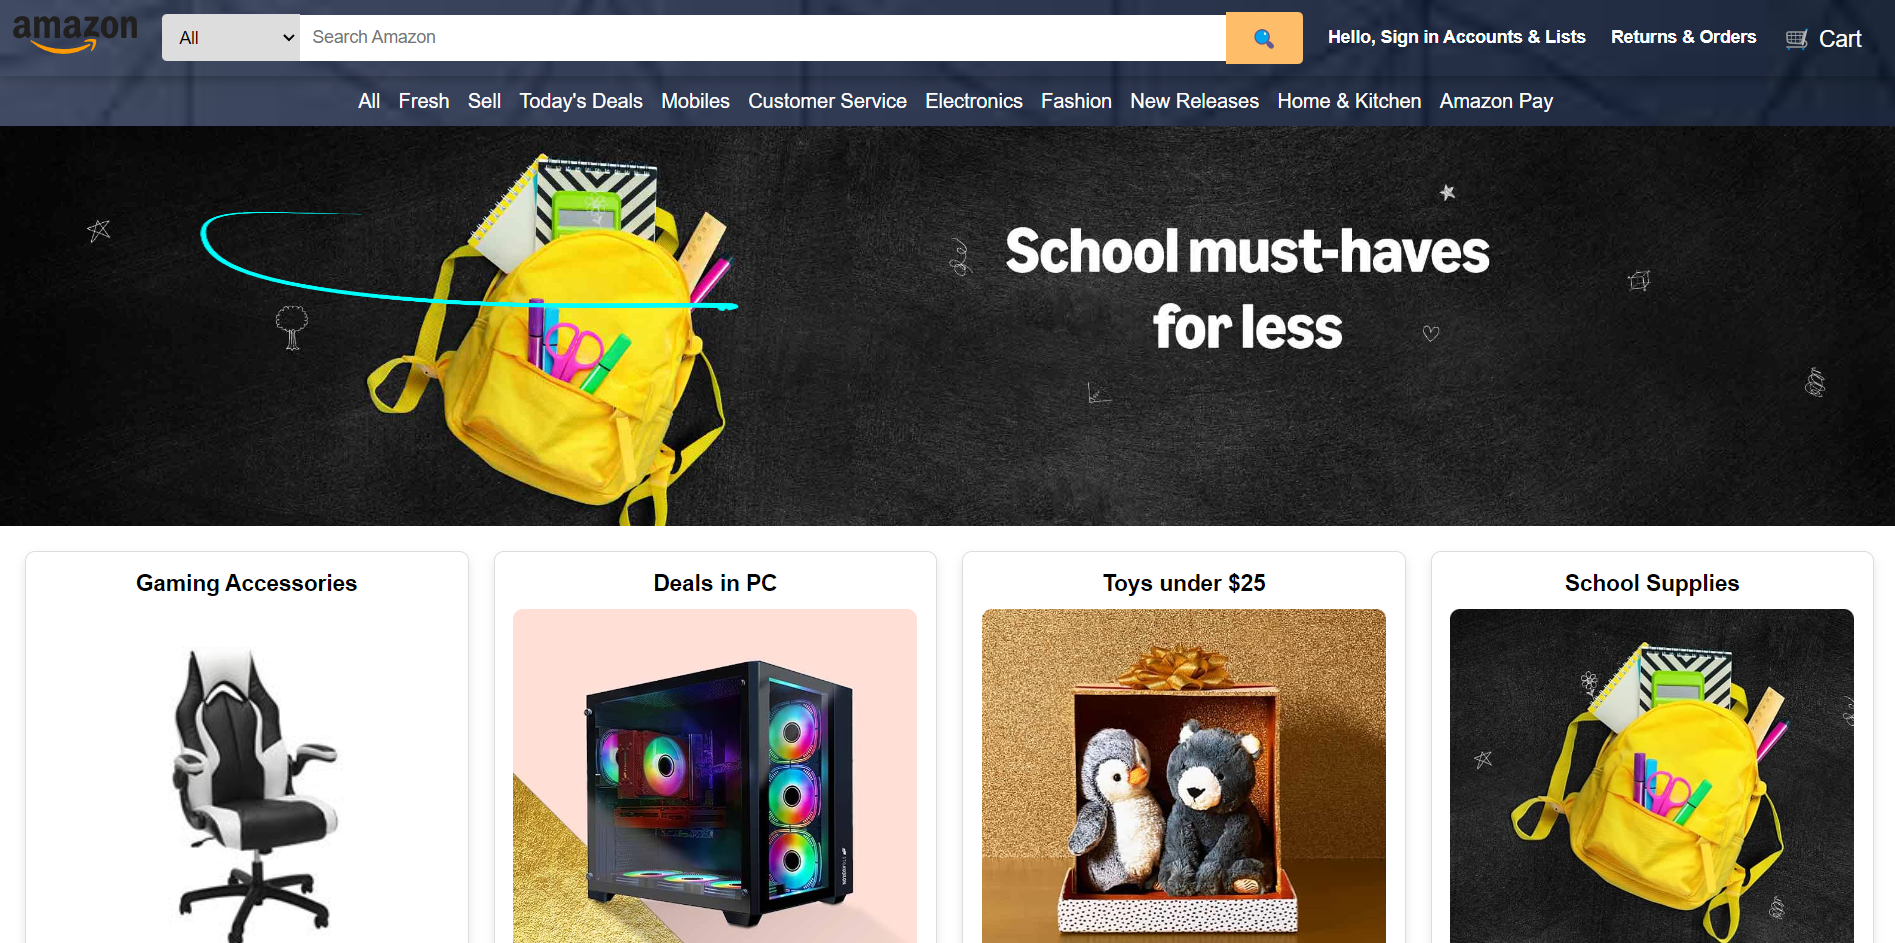 amazon
All
Search Amazon
Hello, Sign in Accounts & Lists
Returns & Orders
Cart
All Fresh Sell Today's Deals Mobiles Customer Service Electronics Fashion New Releases Home & Kitchen Amazon Pay
School must-haves
for less
Gaming Accessories
Deals in PC
Toys under $25
School Supplies